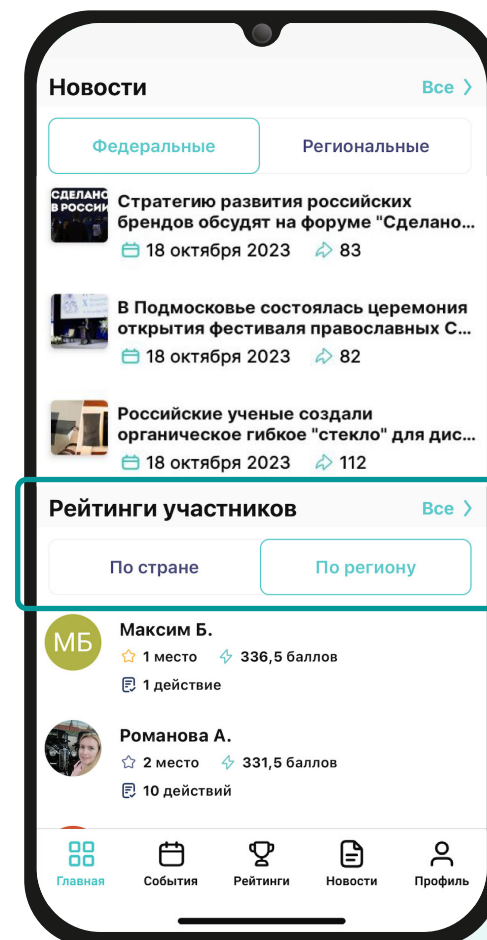 Новости
Все
Федеральные
Региональные
СДЕЛАНО
В РОССИИ
Стратегию развития российских
брендов обсудят на форуме "Сделано...
18 октября 2023
83
В Подмосковье состоялась церемония
открытия фестиваля православных С...
18 октября 2023
82
Российские ученые создали
органическое гибкое "стекло" для дис...
18 октября 2023
112
Рейтинги участников
Все
По стране
По региону
МБ
Максим Б.
1 место
336,5 баллов
1 действие
Романова А.
2 место
331,5 баллов
10 действий
Главная
События
Рейтинги
Новости
Профиль